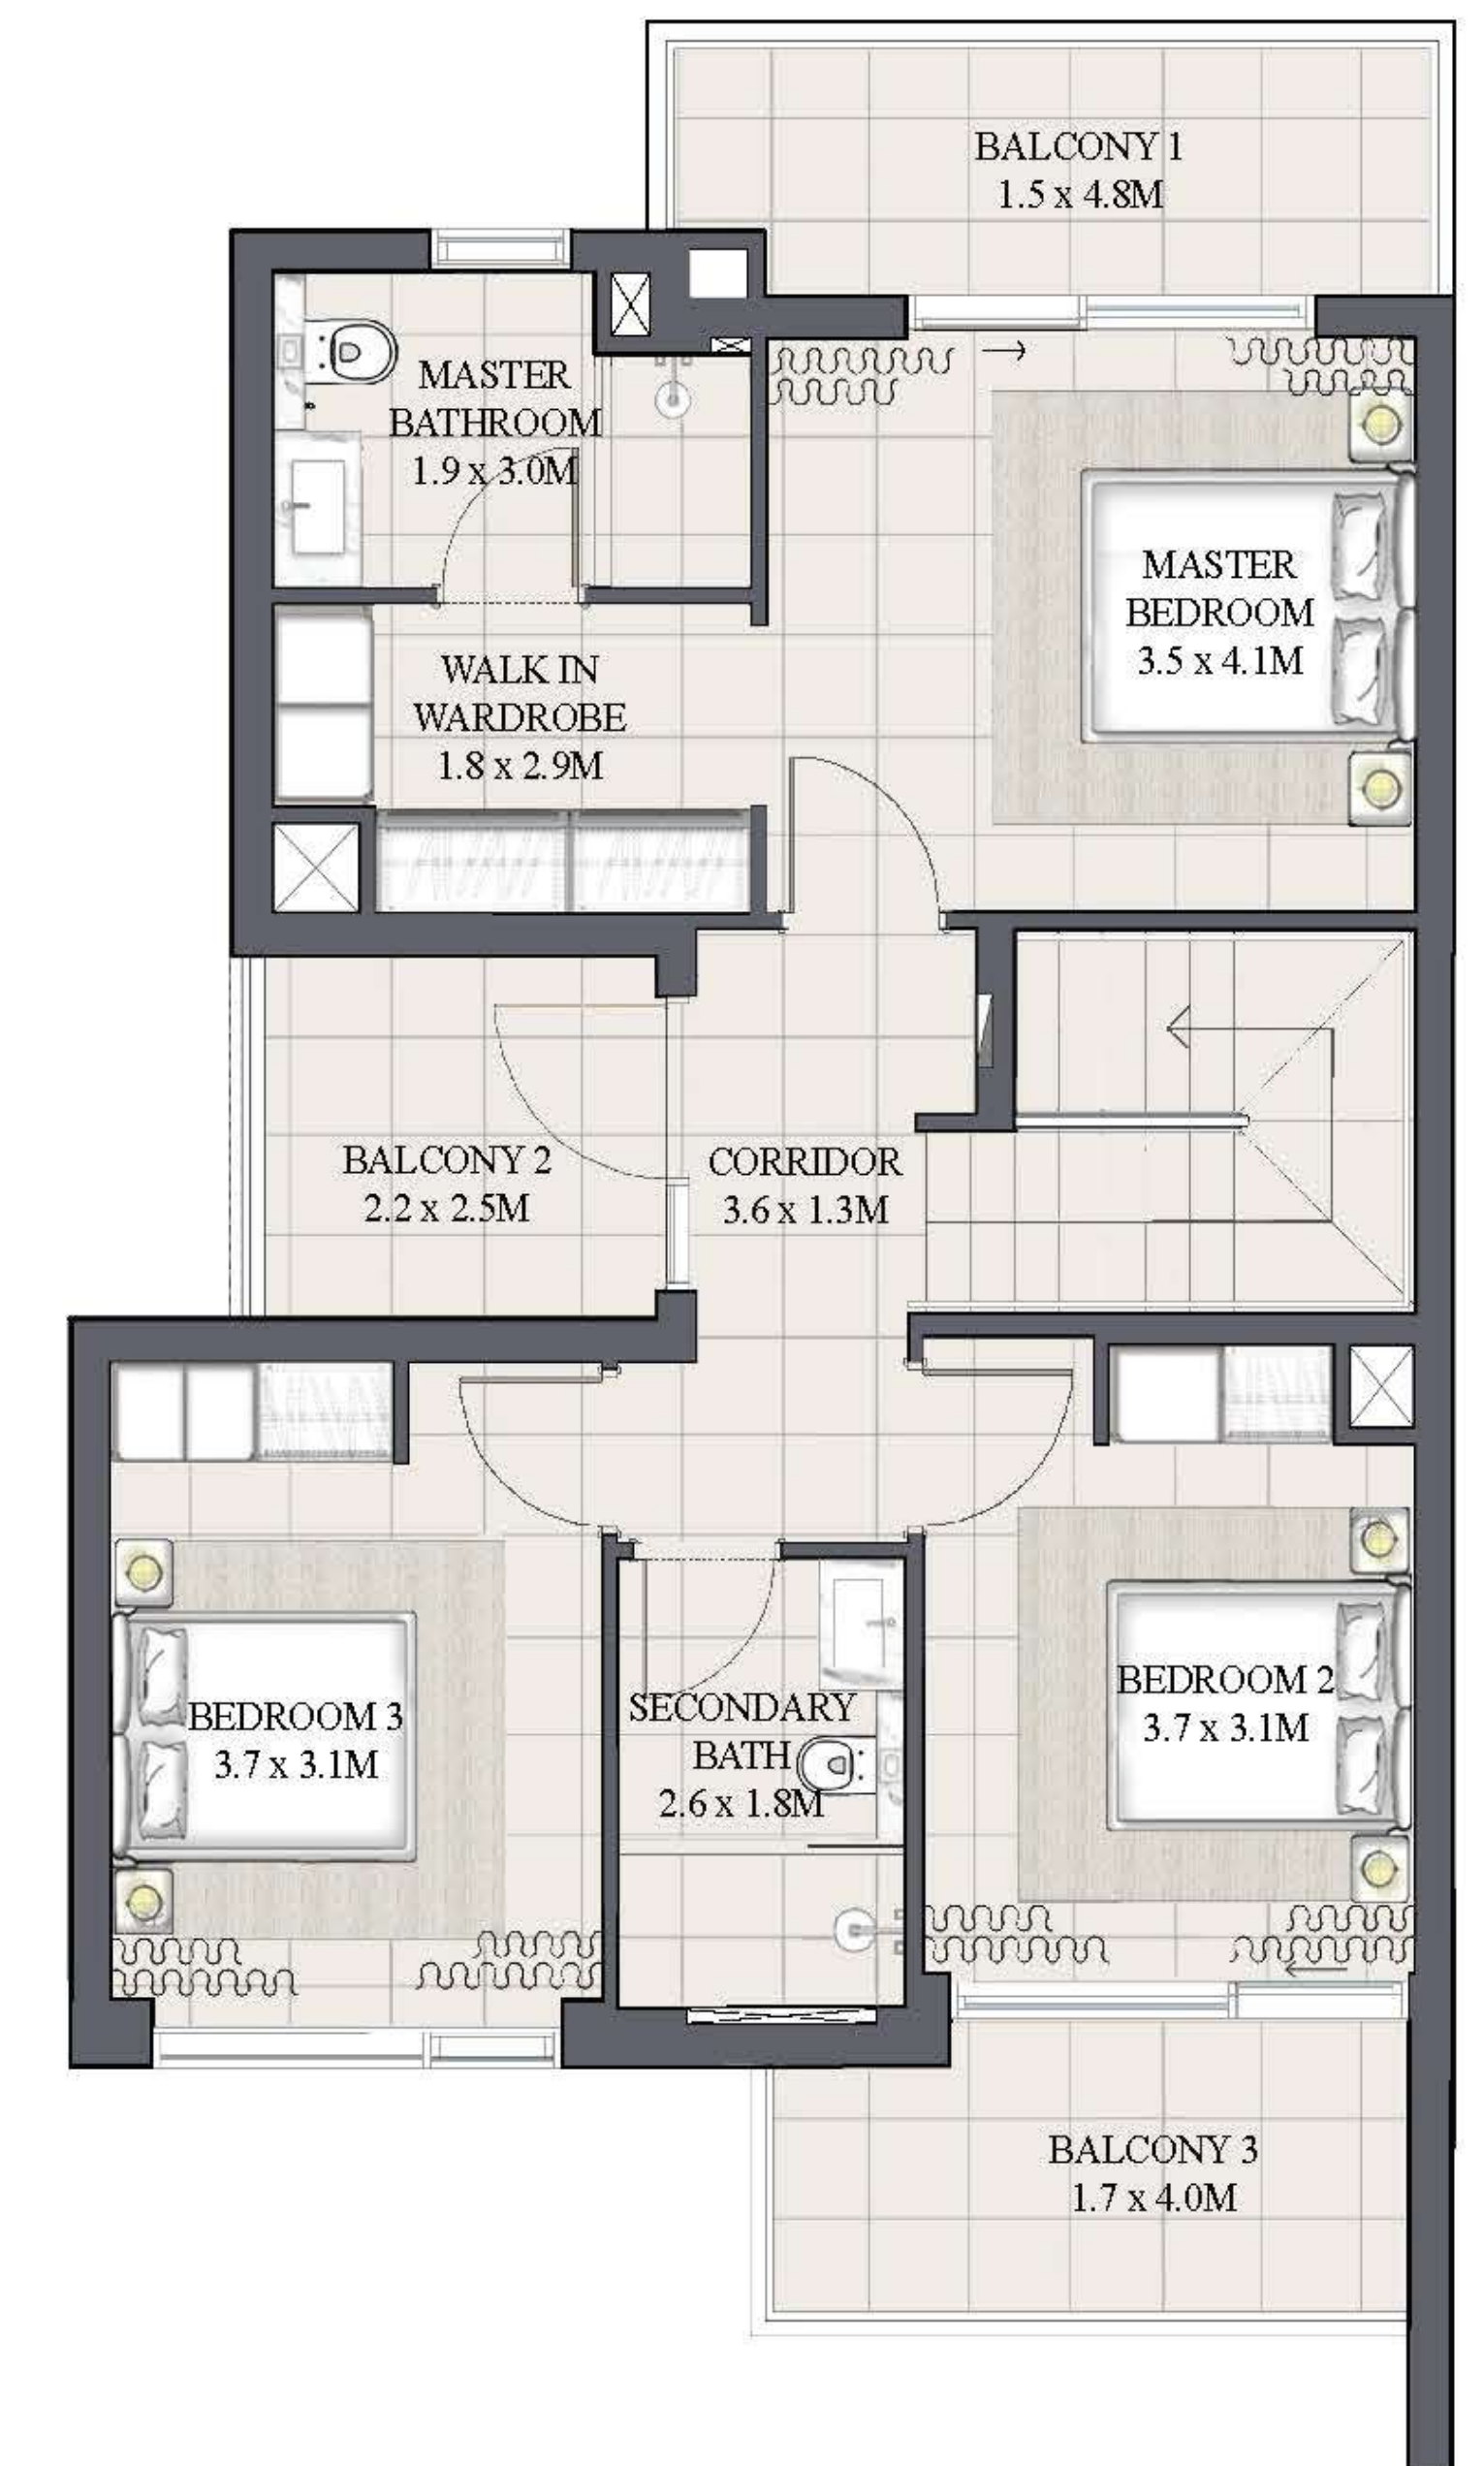 BALCONY 1
1.5 x 4.8M
MASTER
BATHROOM
1.9 x 3.0M
MASTER
BEDROOM
3.5 x 4.1M
WALK IN
WARDROBE
1.8 x 2.9M
BALCONY 2
2.2 x 2.5M
CORRIDOR
3.6 x 1.3M
BEDROOM 3
3.7 x 3.1M
SECONDARY
BATH
2.6 x 1.8M
BEDROOM 2
3.7 x 3.1M
BALCONY 3
1.7 x 4.0M